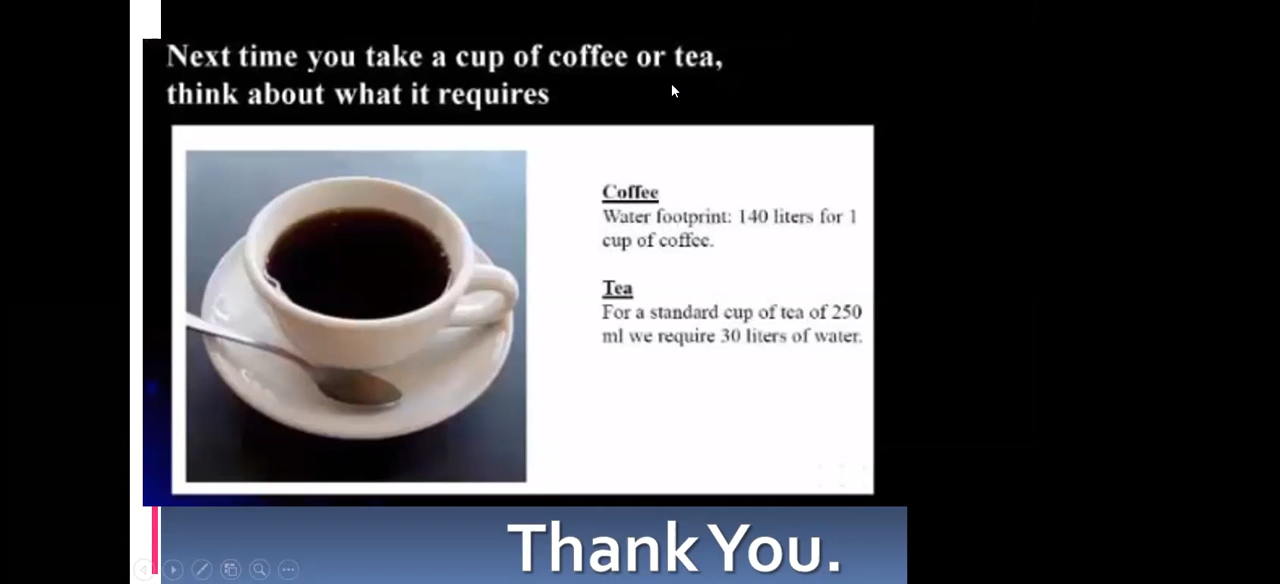 Next time you take a cup of coffee or tea,
think about what it requires
Coffee
Water footprint: 140 liters for 1
cup of coffee.
Tea
For a standard cup of tea of 250
ml we require 30 liters of water.
Thank You.